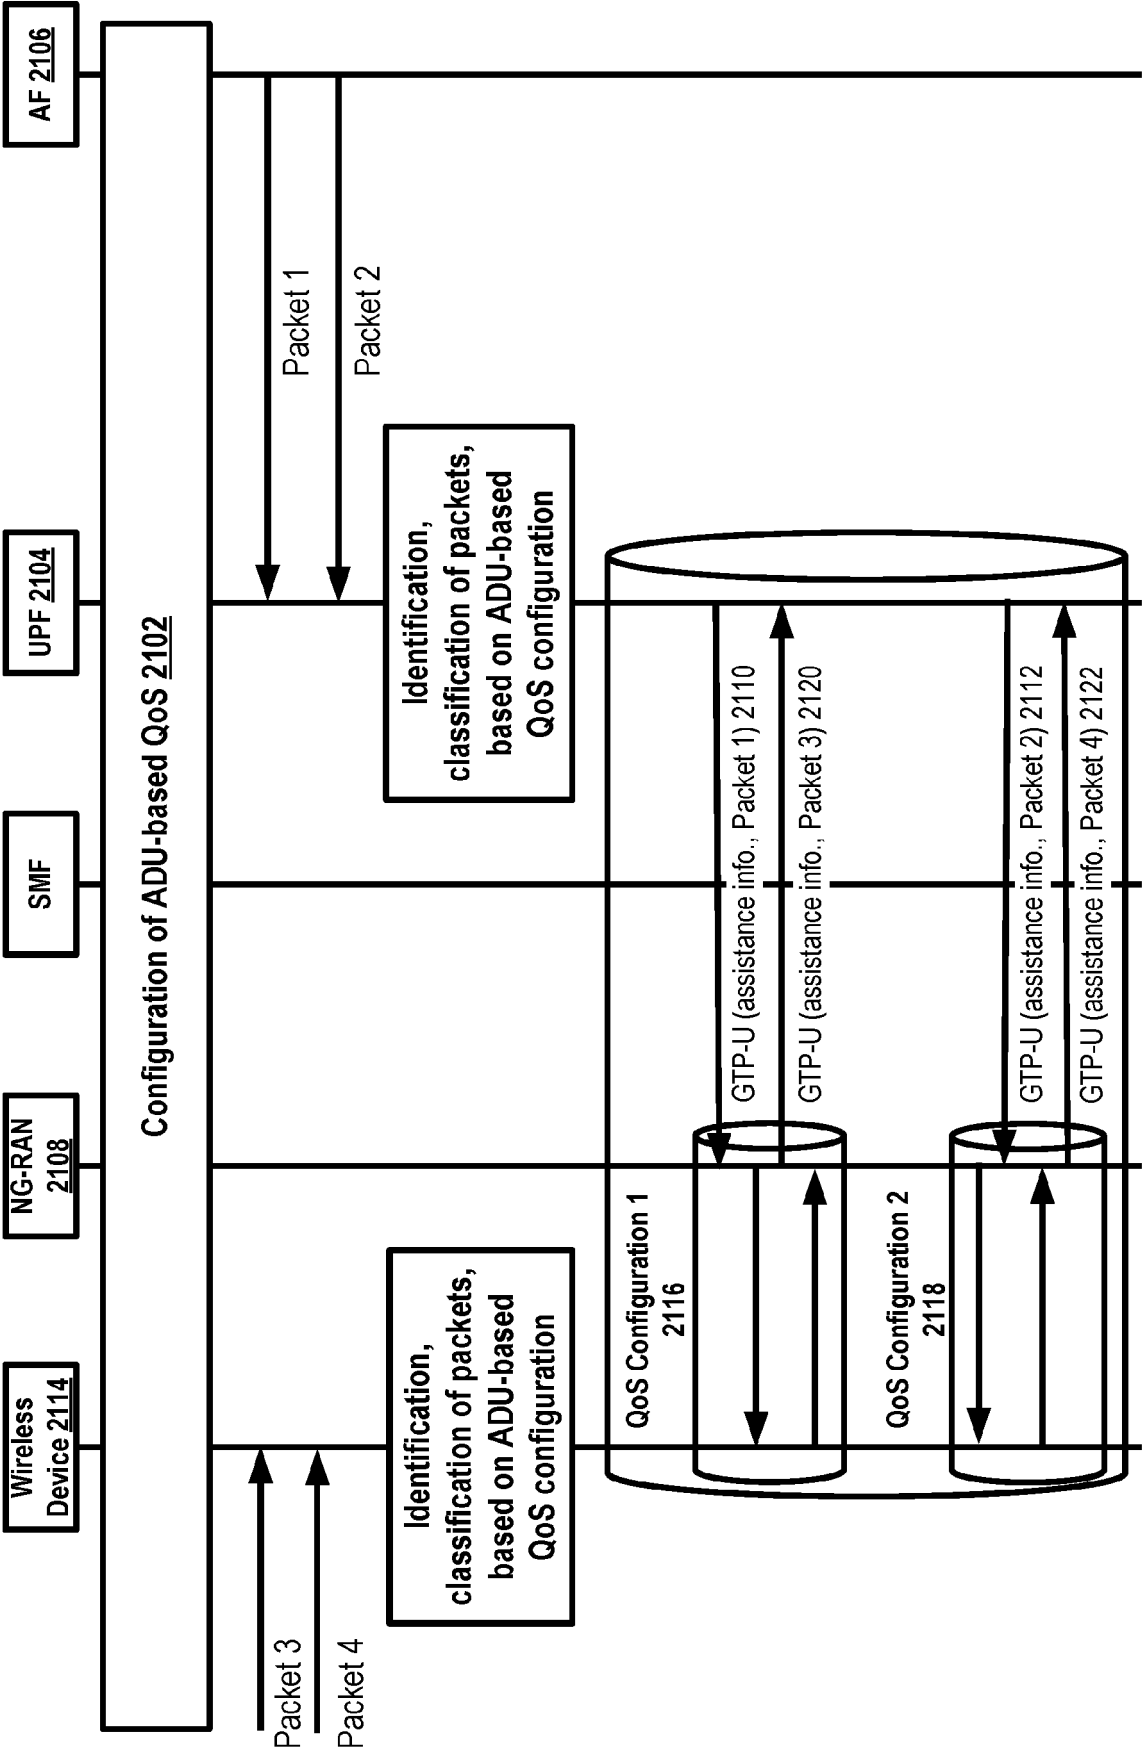 Wireless
Device 2114
NG-RAN
2108
SMF
UPF 2104
AF 2106
Configuration of ADU-based QoS 2102
Packet 3
Packet 4
Packet 1
Packet 2
Identification,
classification of packets,
based on ADU-based
QoS configuration
Identification,
classification of packets,
based on ADU-based
QoS configuration
QoS Configuration 1
2116
GTP-U (assistance info., Packet 1) 2110
GTP-U (assistance info., Packet 3) 2120
QoS Configuration 2
2118
GTP-U (assistance info., Packet 2) 2112
GTP-U (assistance info., Packet 4) 2122